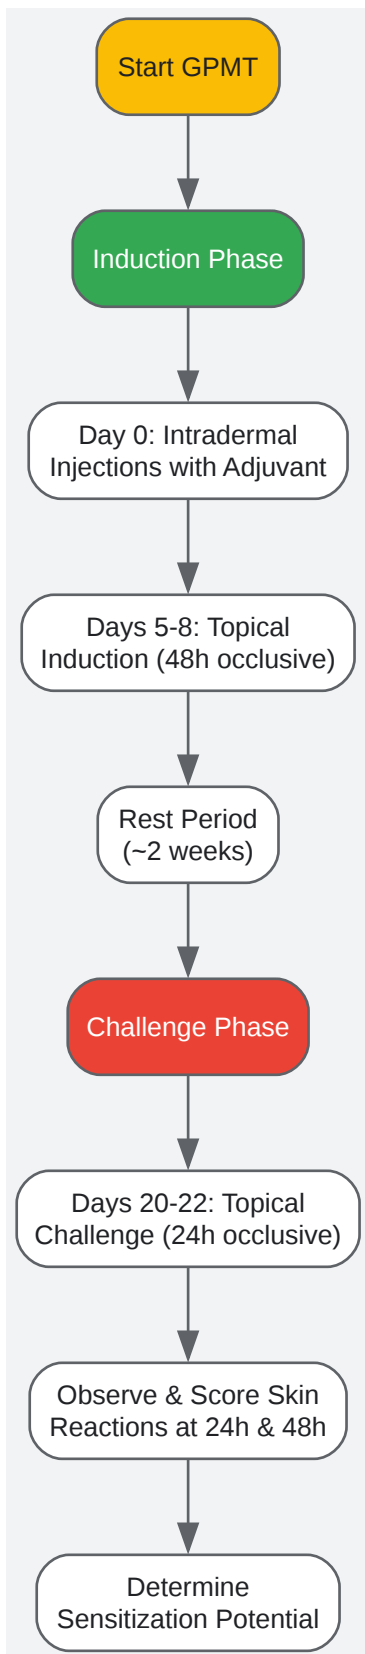 Start GPMT
Induction Phase
Day 0: Intradermal
Injections with Adjuvant
Days 5-8: Topical
Induction (48h occlusive)
Rest Period
(~2 weeks)
Challenge Phase
Days 20-22: Topical
Challenge (24h occlusive)
Observe & Score Skin
Reactions at 24h & 48h
Determine
Sensitization Potential